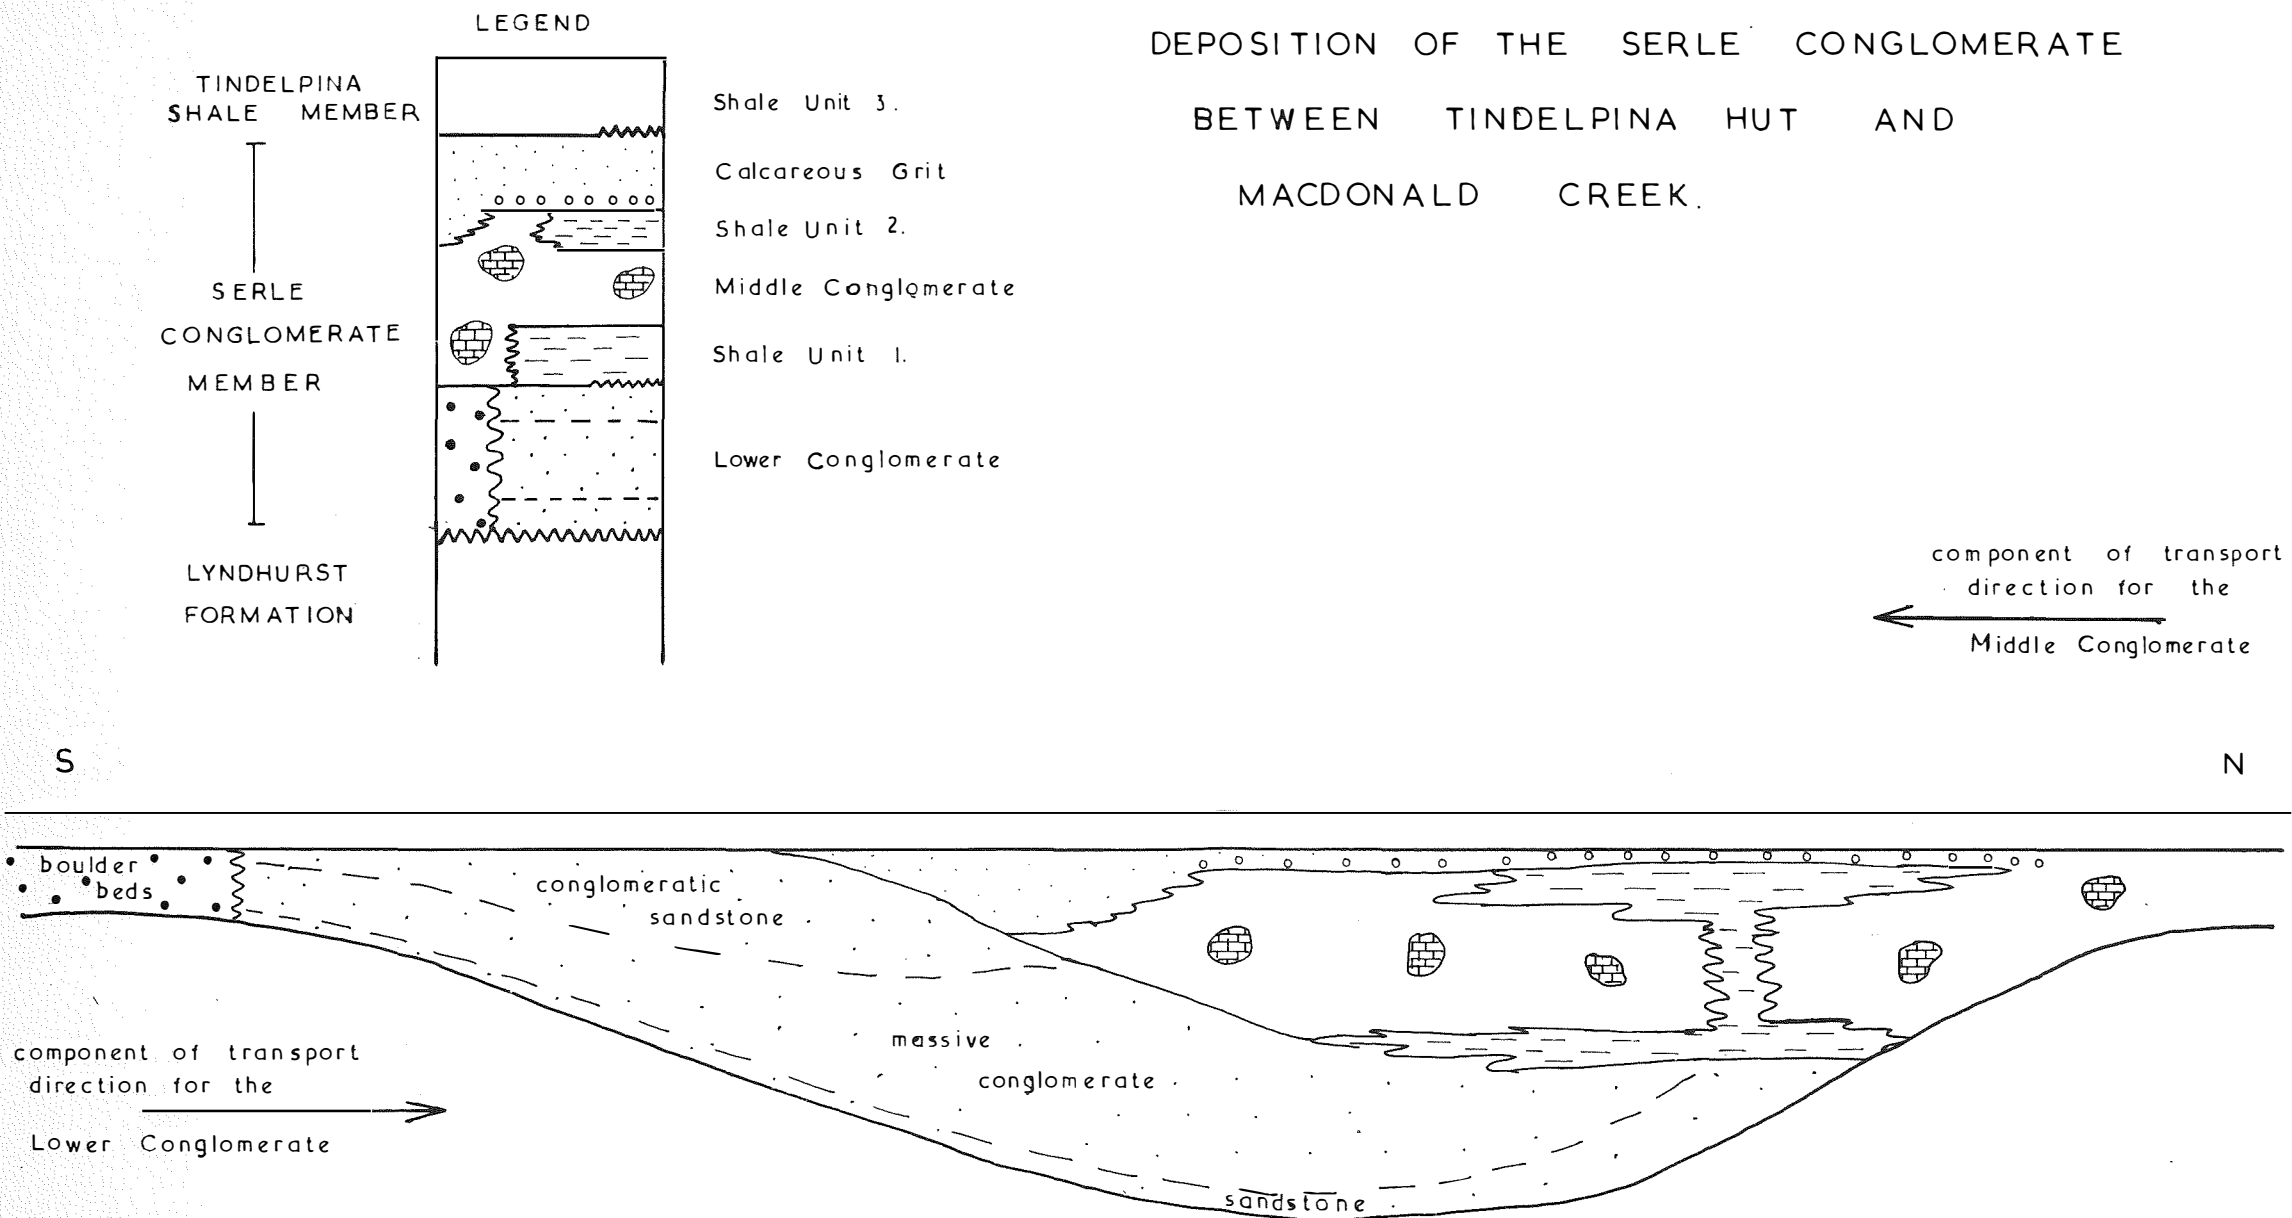 LEGEND
DEPOSITION OF THE SERLE CONGLOMERATE
BETWEEN TINDELPINA HUT AND
MACDONALD CREEK.
TINDELPINA
SHALE MEMBER
SERLE
CONGLOMERATE
MEMBER
LYNDHURST
FORMATION
Shale Unit 3.
Calcareous Grit
Shale Unit 2.
Middle Conglomerate
Shale Unit 1.
Lower Conglomerate
component of transport
direction for the
Middle Conglomerate
S
N
boulder
beds
conglomeratic
sandstone
massive
conglomerate
sandstone
component of transport
direction for the
Lower Conglomerate